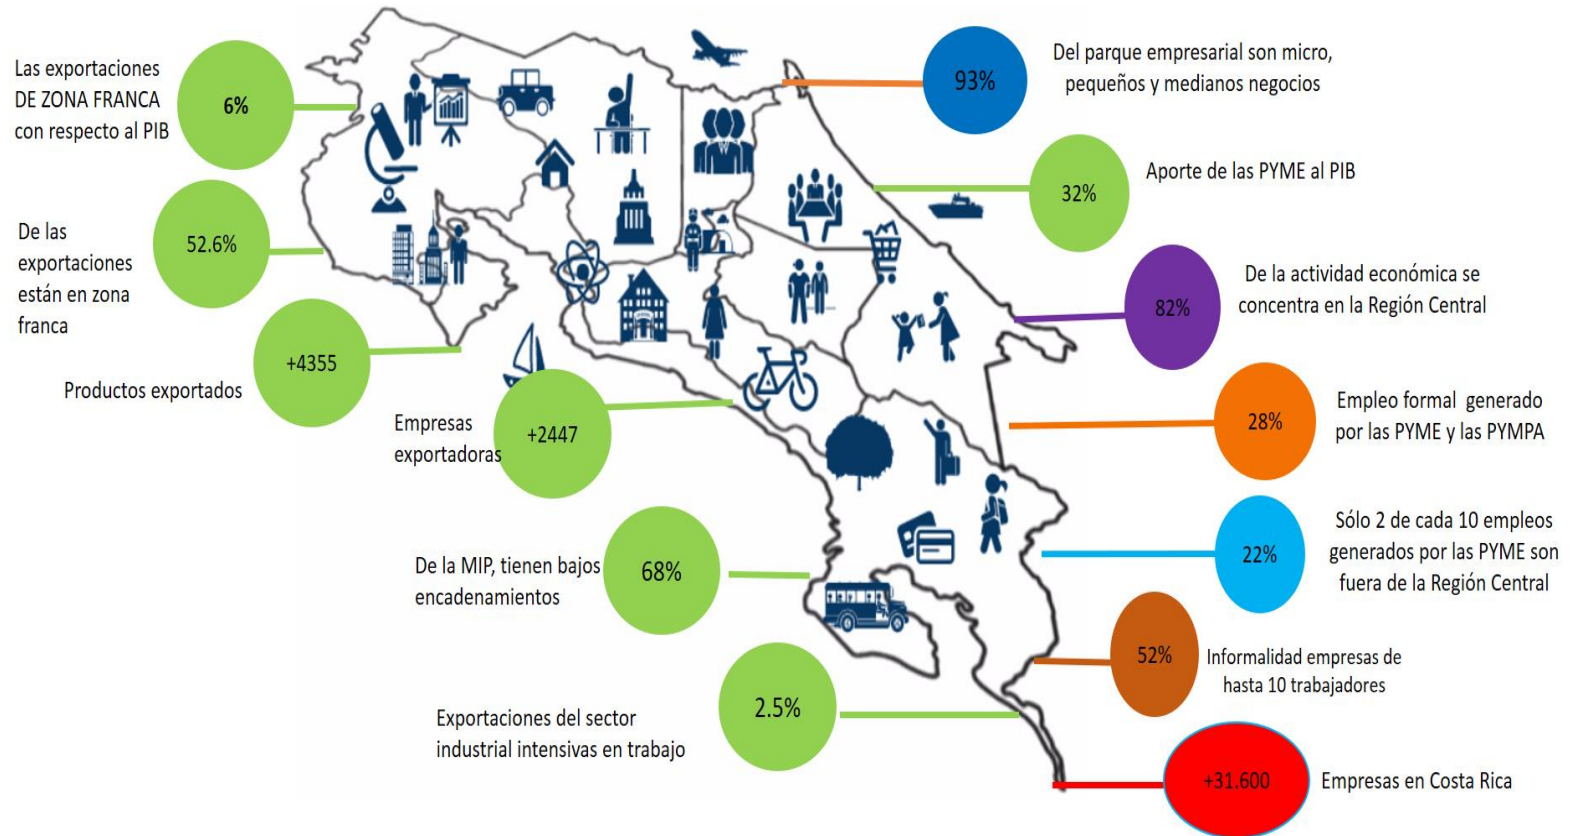 Las exportaciones
DE ZONA FRANCA
con respecto al PIB
6%
De las
exportaciones
están en zona
franca
52.6%
Productos exportados
+4355
Empresas
exportadoras
+2447
De la MIP, tienen bajos
encadenamientos
68%
Exportaciones del sector
industrial intensivas en trabajo
2.5%
93%
Del parque empresarial son micro,
pequeños y medianos negocios
32%
Aporte de las PYME al PIB
82%
De la actividad económica se
concentra en la Región Central
28%
Empleo formal generado
por las PYME y las PYMPA
22%
Sólo 2 de cada 10 empleos
generados por las PYME son
fuera de la Región Central
52%
Informalidad empresas de
hasta 10 trabajadores
+31.600
Empresas en Costa Rica